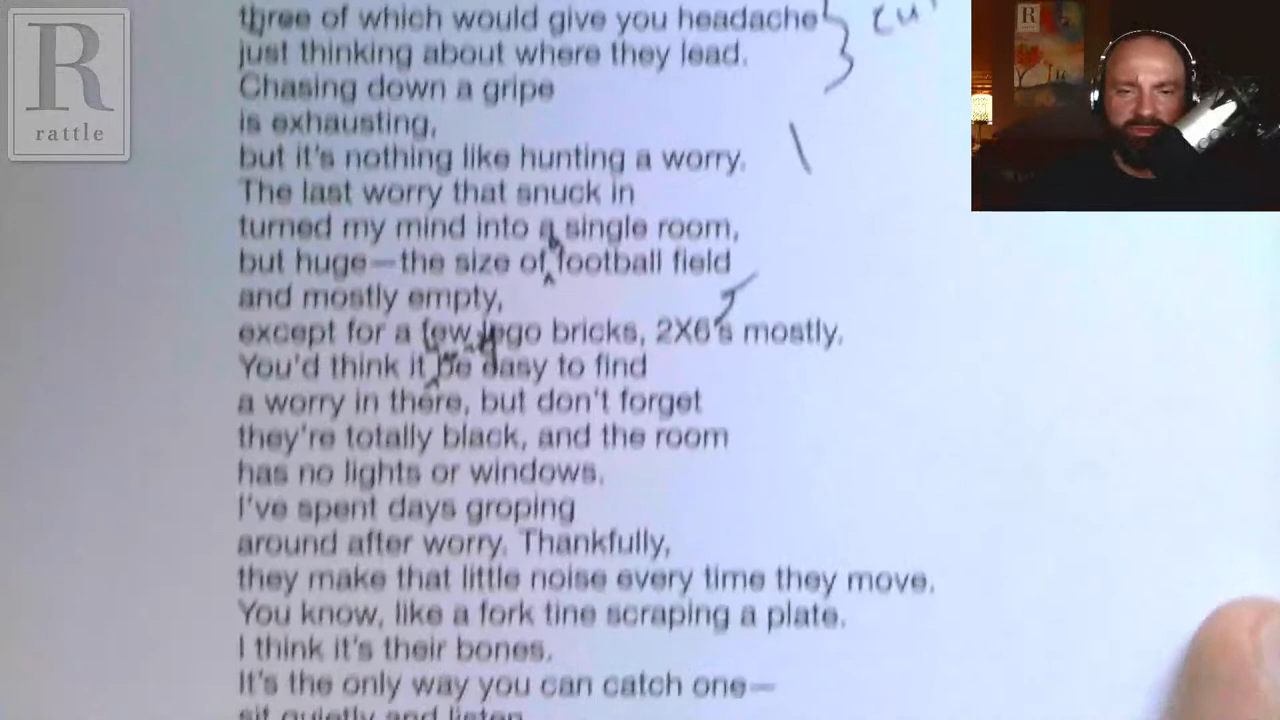 R
rattle
three of which would give you headache
just thinking about where they lead.
Chasing down a gripe
is exhausting,
but it's nothing like hunting a worry.
The last worry that snuck in
turned my mind into a single room,
but huge—the size of football field
and mostly empty,
except for a few lego bricks, 2X6's mostly.
You'd think it be easy to find
a worry in there, but don't forget
they're totally black, and the room
has no lights or windows.
I've spent days groping
around after worry. Thankfully,
they make that little noise every time they move.
You know, like a fork tine scraping a plate.
I think it's their bones.
It's the only way you can catch one—
sit quietly and listen
R